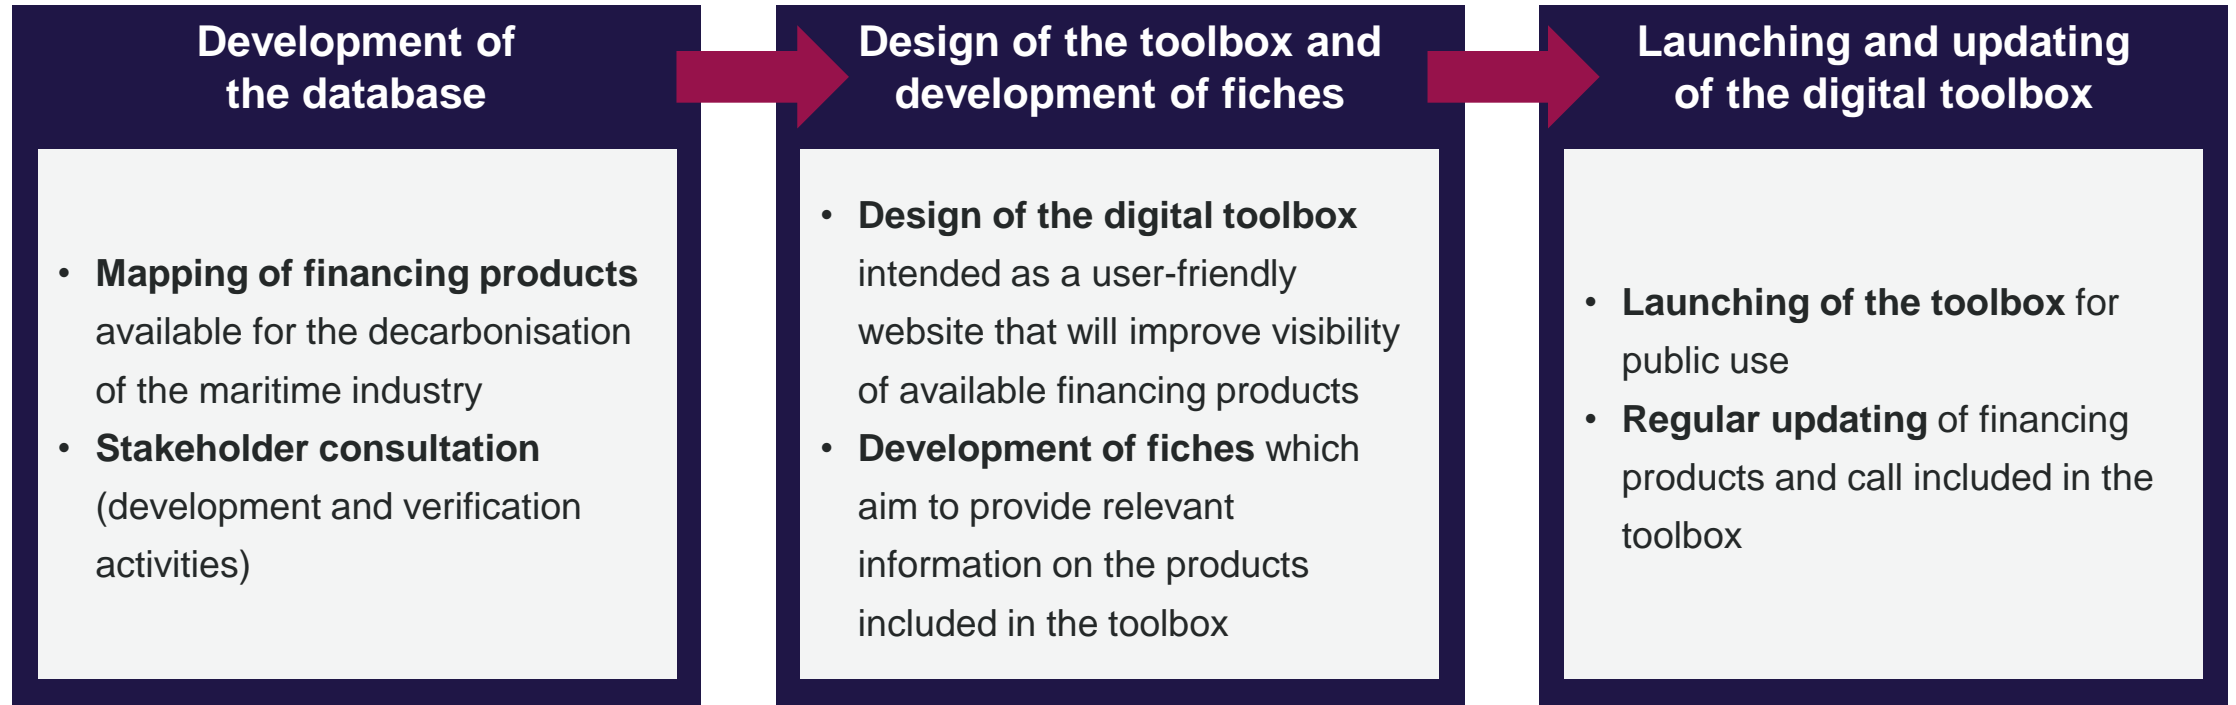 Development of
the database
• Mapping of financing products
available for the decarbonisation
of the maritime industry
• Stakeholder consultation
(development and verification
activities)
Design of the toolbox and
development of fiches
• Design of the digital toolbox
intended as a user-friendly
website that will improve visibility
of available financing products
• Development of fiches which
aim to provide relevant
information on the products
included in the toolbox
Launching and updating
of the digital toolbox
• Launching of the toolbox for
public use
• Regular updating of financing
products and call included in the
toolbox